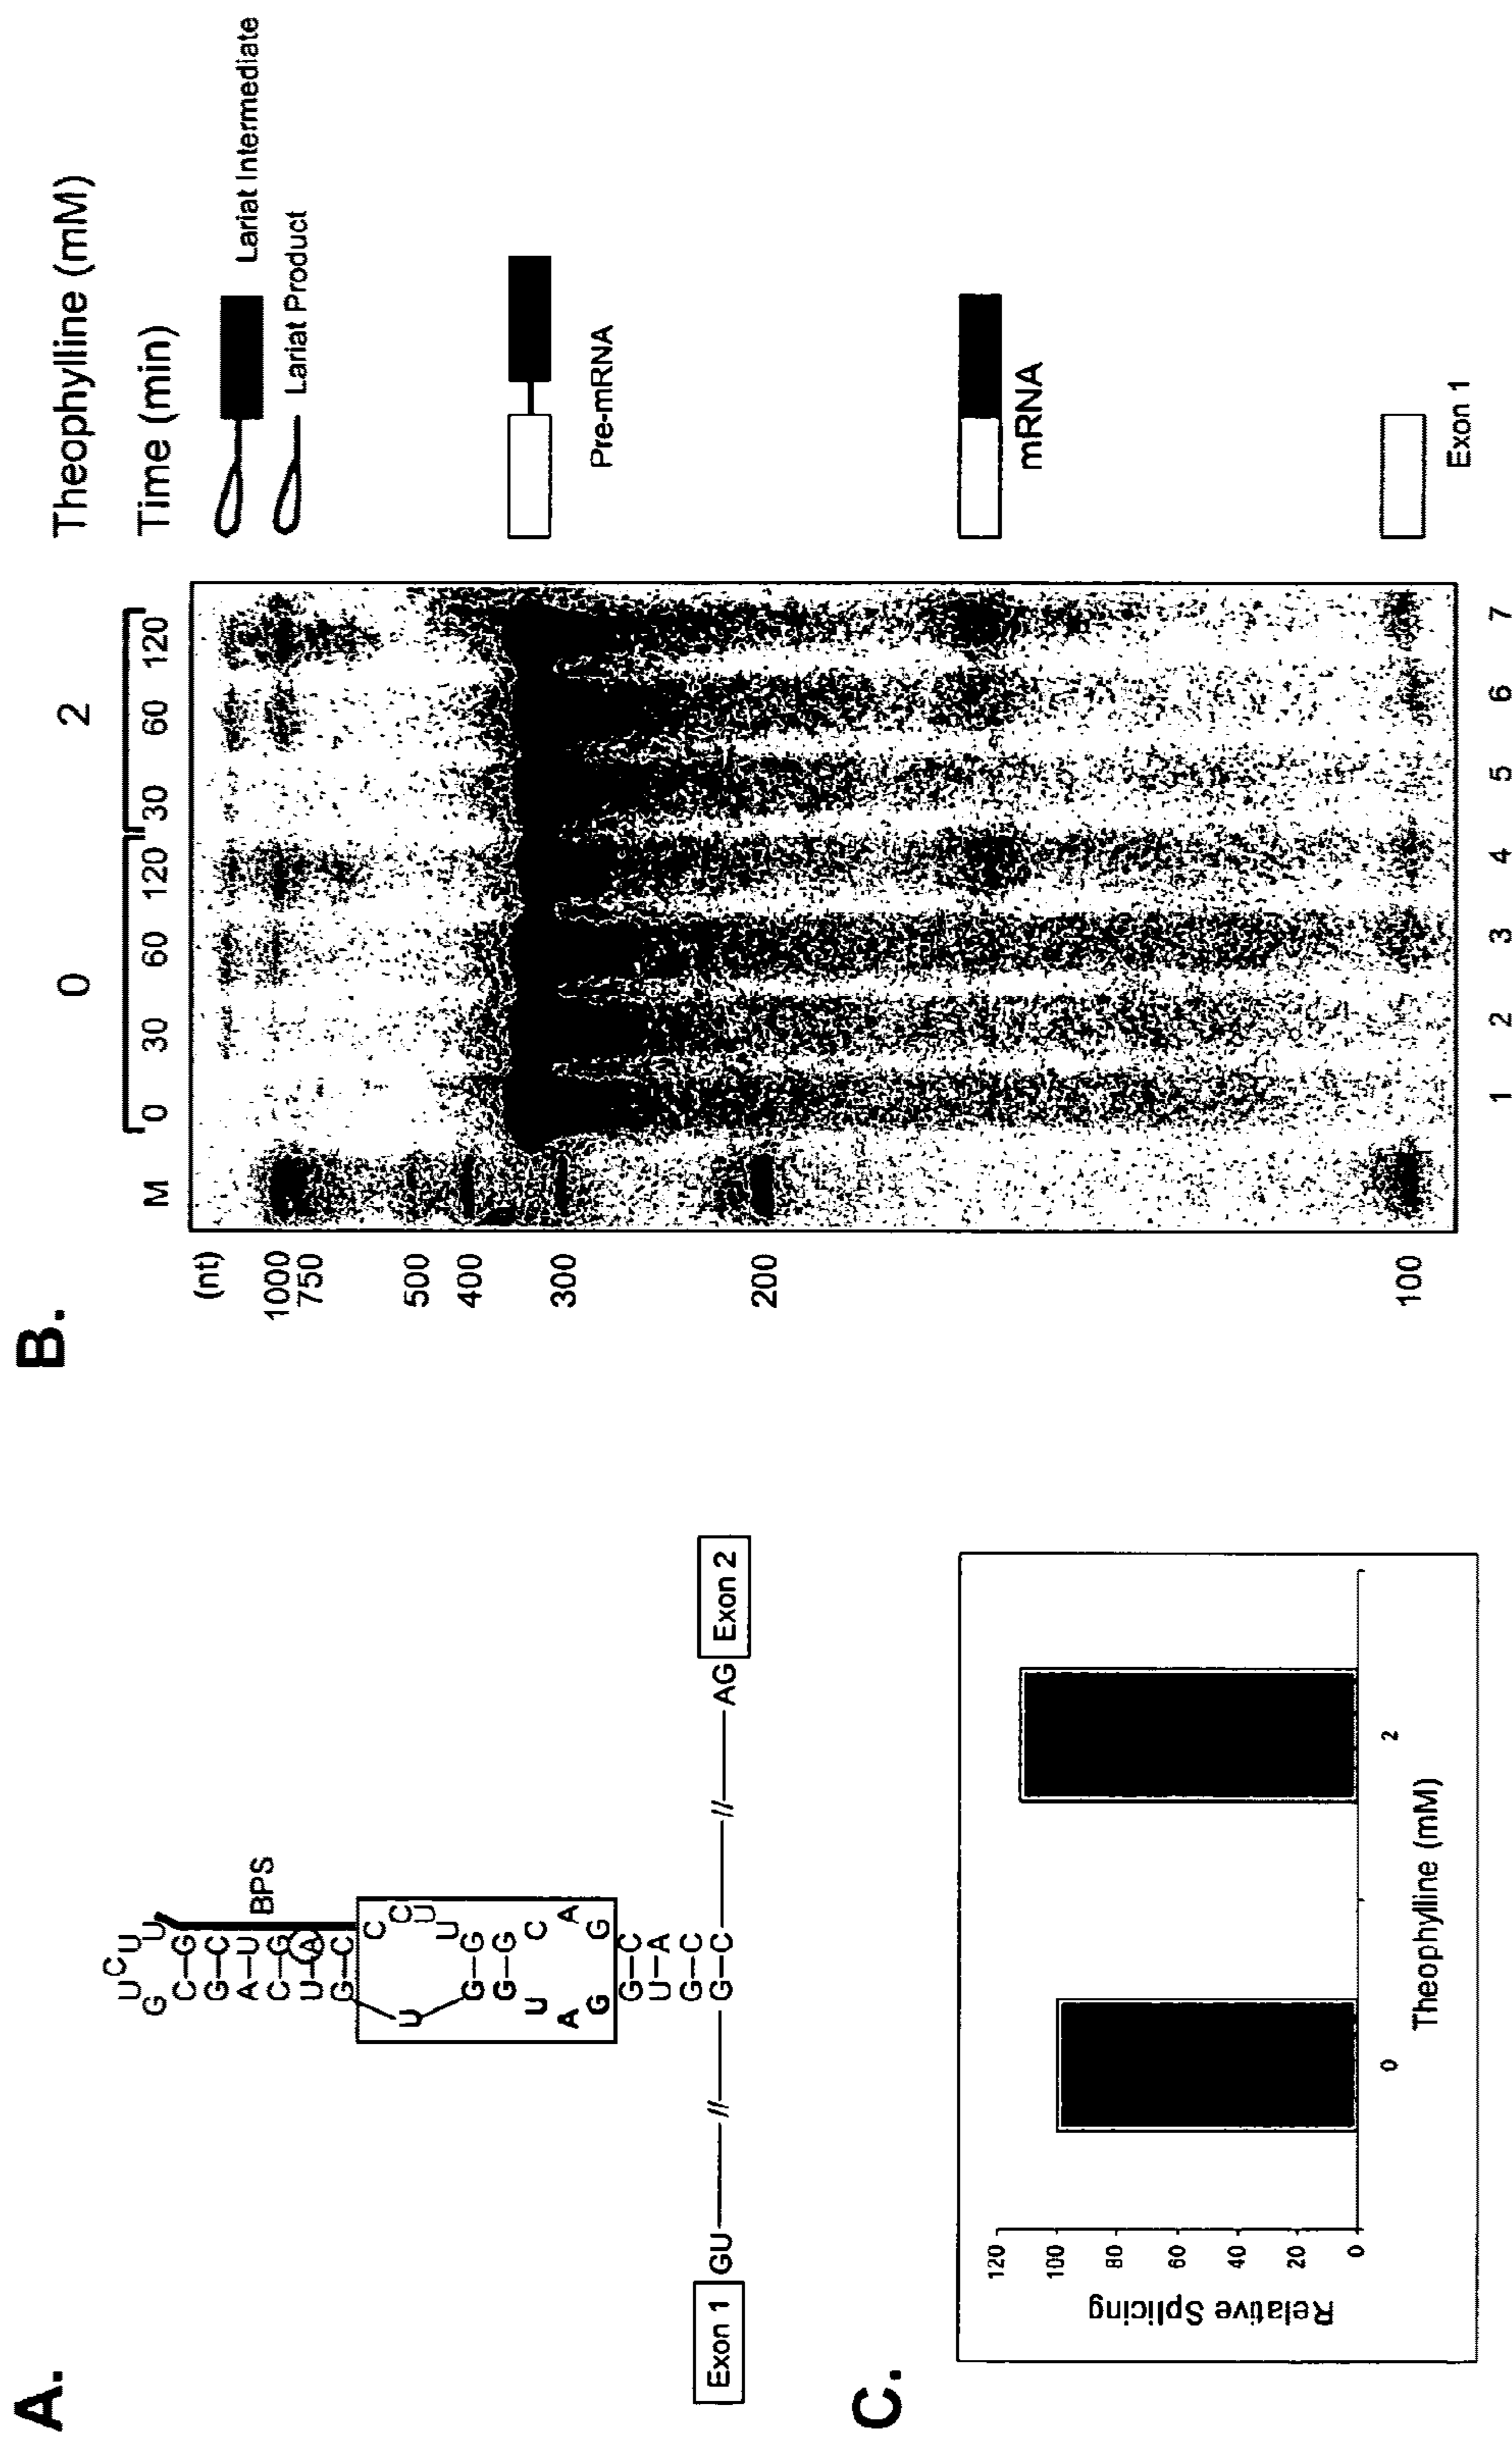 A.
U C U U
G U
C–G
G–C
A–U BPS
C–G
U–A
G–C
C
U C
U
U
G–G
G–G
U C
A A
G G
G–C
U–A
G–C
Exon 1 GU // G–C // AG Exon 2
B.
0 2 Theophylline (mM)
(nt) M 0 30 60 120 30 60 120 Time (min)
1000
750
500
400
300
200
100
Lariat Intermediate
Lariat Product
Pre-mRNA
mRNA
Exon 1
1 2 3 4 5 6 7
C.
Relative Splicing
120
100
80
60
40
20
0
0 2
Theophylline (mM)